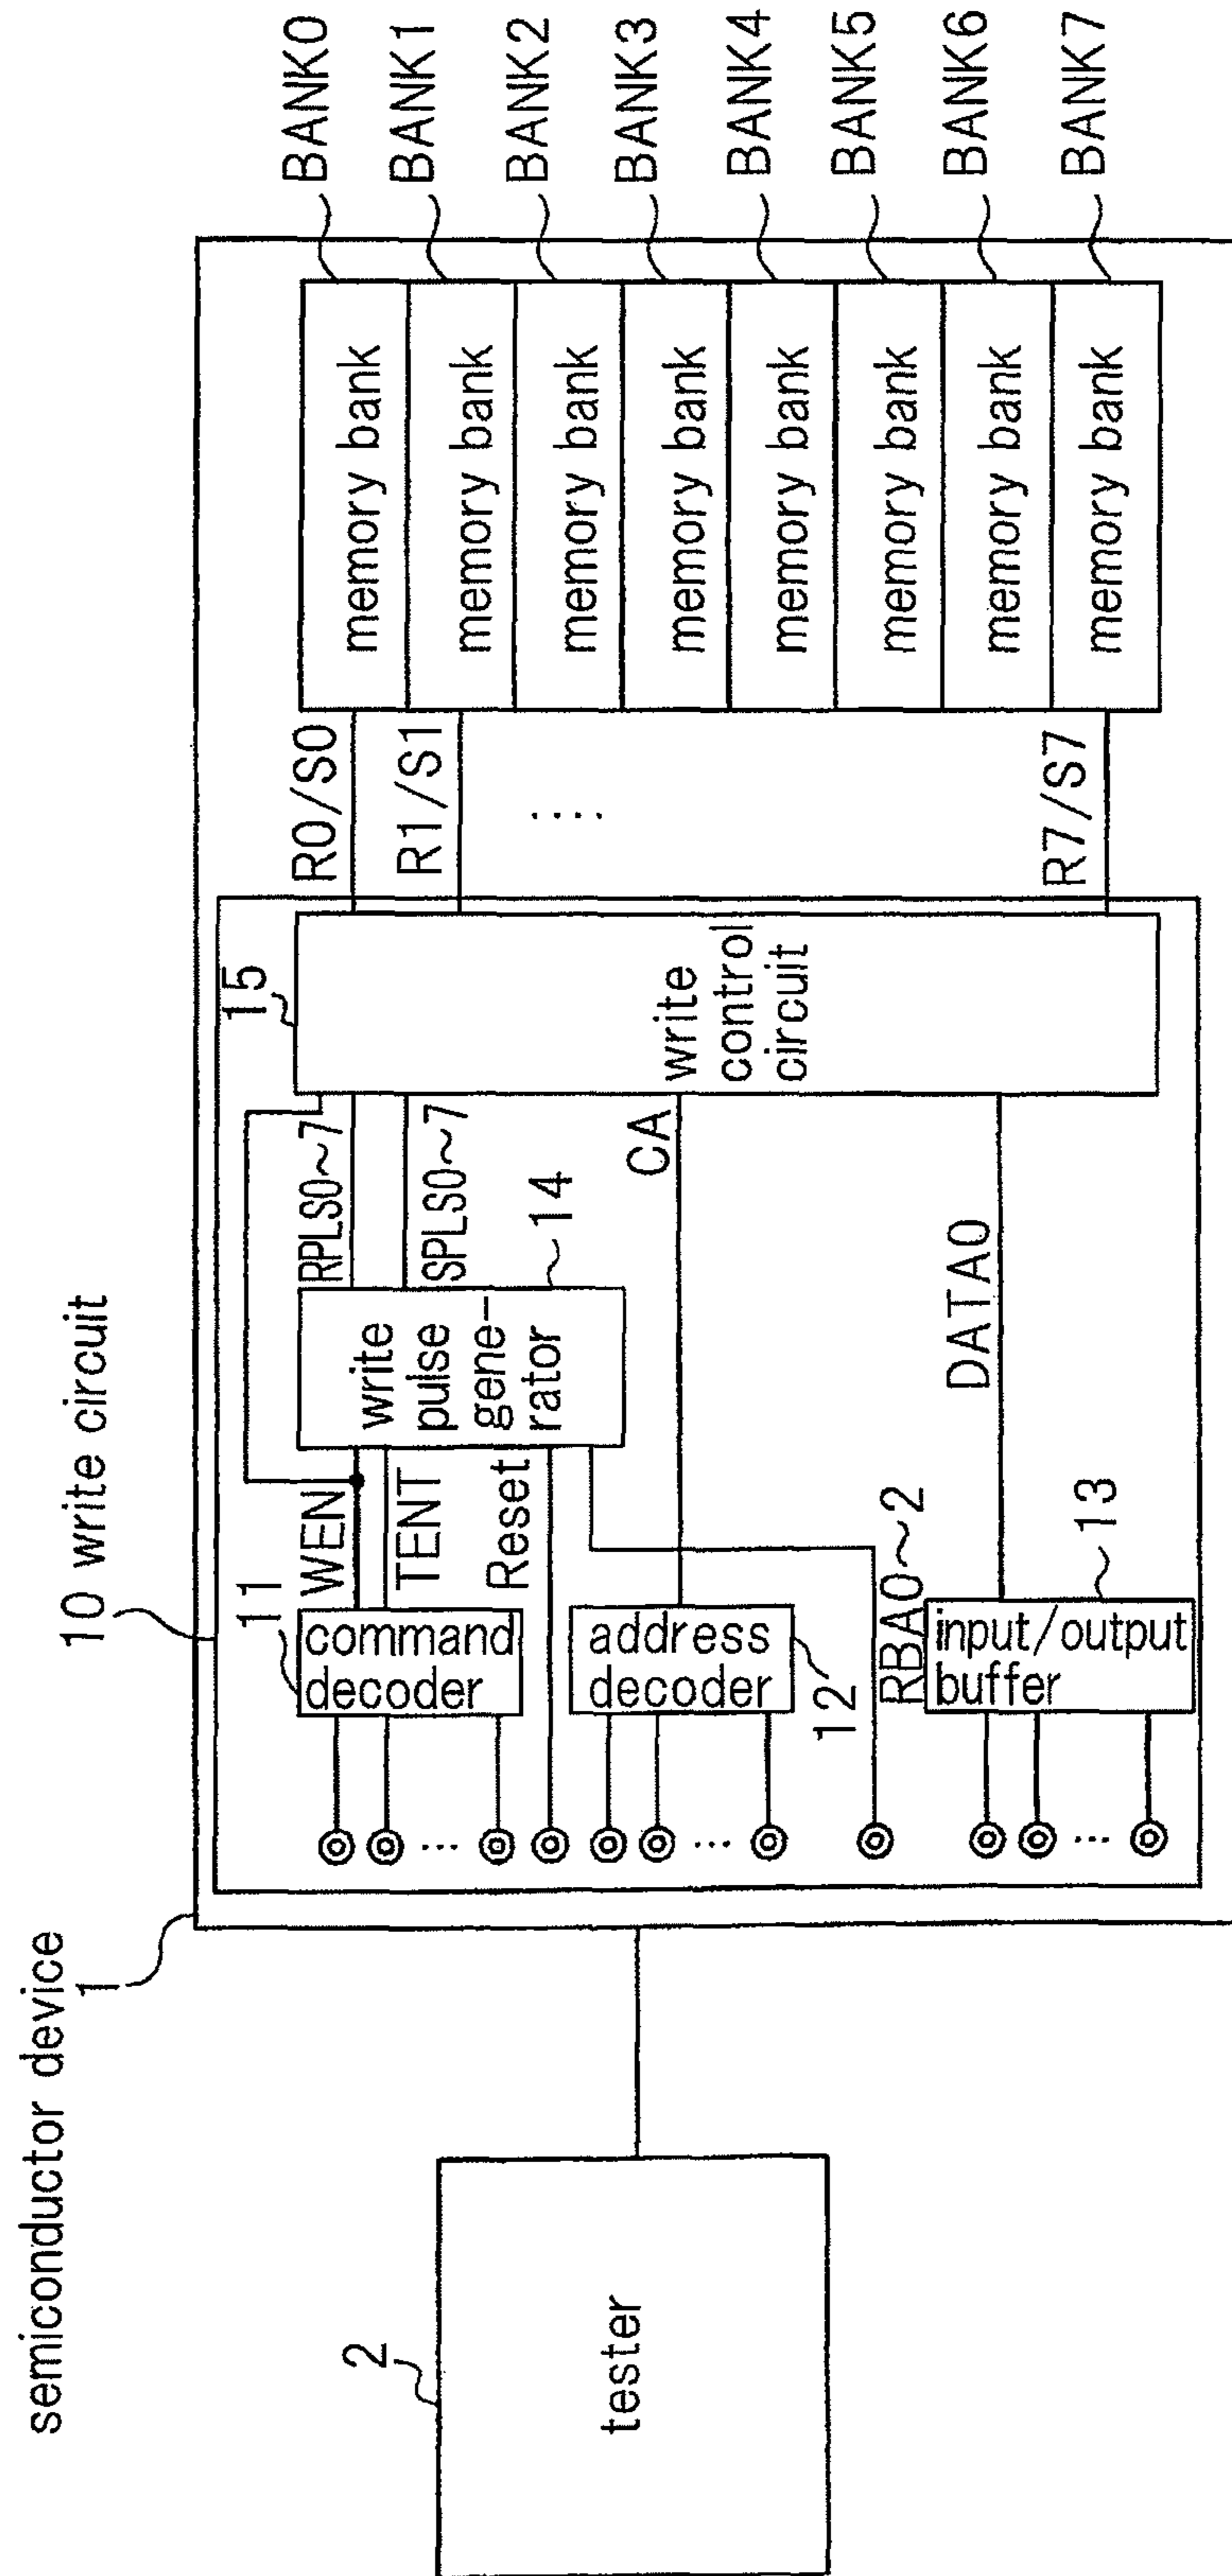 semiconductor device
1
10 write circuit
2
tester
11
command
decoder
WEN
TENT
Reset
address
decoder
12
RBA0~2
input/output
buffer
13
write
pulse
gene-
rator
14
RPLS0~7
SPLS0~7
CA
DATA0
15
write
control
circuit
R0/S0
R1/S1
....
R7/S7
memory bank
memory bank
memory bank
memory bank
memory bank
memory bank
memory bank
memory bank
BANK0
BANK1
BANK2
BANK3
BANK4
BANK5
BANK6
BANK7
...
...
...